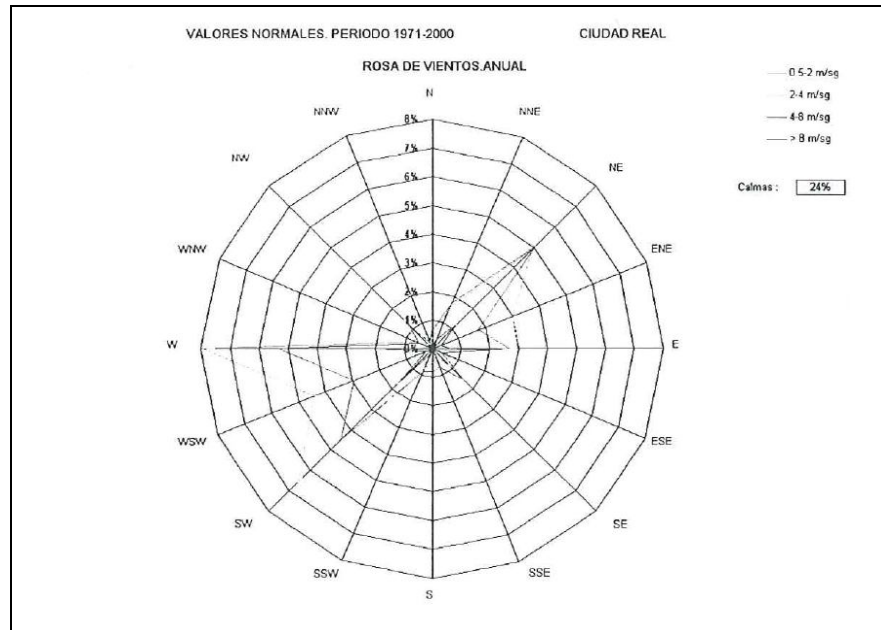 VALORES NORMALES. PERIODO 1971-2000 CIUDAD REAL
ROSA DE VIENTOS.ANUAL
0.5-2 m/sg
2-4 m/sg
4-8 m/sg
> 8 m/sg
Calmas : 24%
N
NNE
NE
ENE
E
ESE
SE
SSE
S
SSW
SW
WSW
W
WNW
NW
NNW
8%
7%
6%
5%
4%
3%
2%
1%
0%